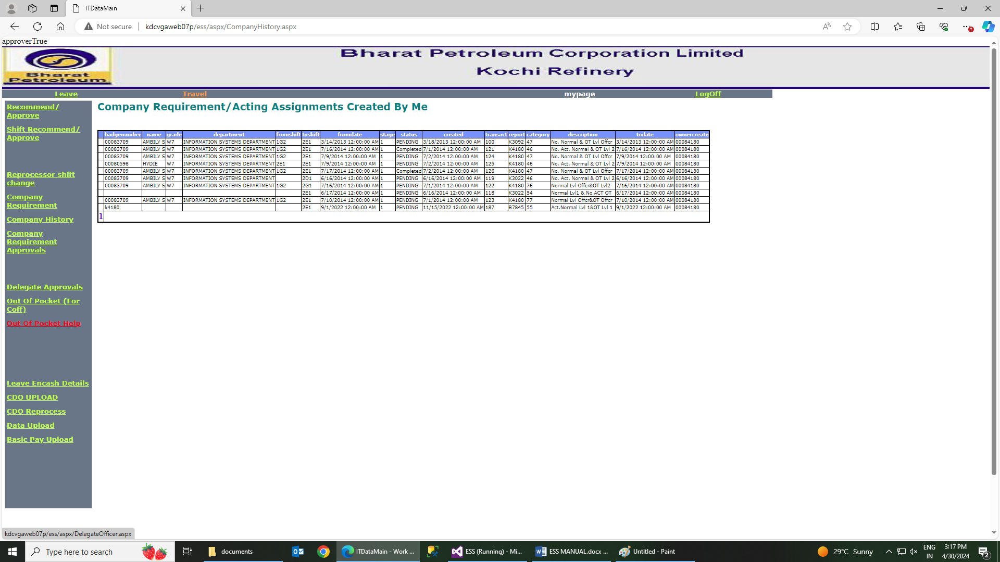 ITDataMain
Not secure kdcvgaweb07p/ess/aspx/CompanyHistory.aspx
approverTrue
Bharat Petroleum
Bharat Petroleum Corporation Limited
Kochi Refinery
Leave Travel mypage LogOff
Recommend/
Approve
Shift Recommend/
Approve
Reprocessor shift
change
Company
Requirement
Company History
Company
Requirement
Approvals
Delegate Approvals
Out Of Pocket (For
Coff)
Out Of Pocket Help
Leave Encash Details
CDO UPLOAD
CDO Reprocess
Data Upload
Basic Pay Upload
Company Requirement/Acting Assignments Created By Me
badgenumber name grade department fromshift toshift fromdate stage status created transact report category description todate ownercreate
00083709 AMBILY S W7 INFORMATION SYSTEMS DEPARTMENT 1G2 2E1 3/14/2013 12:00:00 AM 1 PENDING 3/18/2013 12:00:00 AM 100 K3092 47 No. Normal & OT Lvl Offcr 3/14/2013 12:00:00 AM 00084180
00083709 AMBILY S W7 INFORMATION SYSTEMS DEPARTMENT 1G2 2E1 7/16/2014 12:00:00 AM 1 Completed 7/1/2014 12:00:00 AM 121 K4180 46 No. Act. Normal & OT Lvl 2 7/16/2014 12:00:00 AM 00084180
00083709 AMBILY S W7 INFORMATION SYSTEMS DEPARTMENT 1G2 2E1 7/9/2014 12:00:00 AM 1 PENDING 7/2/2014 12:00:00 AM 124 K4180 47 No. Normal & OT Lvl Offcr 7/9/2014 12:00:00 AM 00084180
00080598 HYDIE W7 INFORMATION SYSTEMS DEPARTMENT 2E1 2E1 7/9/2014 12:00:00 AM 1 PENDING 7/2/2014 12:00:00 AM 125 K4180 46 No. Act. Normal & OT Lvl 2 7/9/2014 12:00:00 AM 00084180
00083709 AMBILY S W7 INFORMATION SYSTEMS DEPARTMENT 1G2 2E1 7/17/2014 12:00:00 AM 1 Completed 7/2/2014 12:00:00 AM 126 K4180 47 No. Normal & OT Lvl Offcr 7/17/2014 12:00:00 AM 00084180
00083709 AMBILY S W7 INFORMATION SYSTEMS DEPARTMENT 2D1 6/16/2014 12:00:00 AM 1 PENDING 6/16/2014 12:00:00 AM 119 K3022 46 No. Act. Normal & OT Lvl 2 6/16/2014 12:00:00 AM 00084180
00083709 AMBILY S W7 INFORMATION SYSTEMS DEPARTMENT 1G2 2G1 7/16/2014 12:00:00 AM 1 PENDING 7/1/2014 12:00:00 AM 122 K4180 76 Normal Lvl Offcr&OT Lvl2 7/16/2014 12:00:00 AM 00084180
2E1 6/17/2014 12:00:00 AM 1 PENDING 6/16/2014 12:00:00 AM 118 K3022 54 Normal Lvl1 & No ACT OT 6/17/2014 12:00:00 AM 00084180
00083709 AMBILY S W7 INFORMATION SYSTEMS DEPARTMENT 1G2 2E1 7/10/2014 12:00:00 AM 1 PENDING 7/1/2014 12:00:00 AM 123 K4180 77 Normal Lvl Offcr&OT Offcr 7/10/2014 12:00:00 AM 00084180
k4180 2E1 9/1/2022 12:00:00 AM 1 PENDING 11/15/2022 12:00:00 AM 187 B7845 55 Act.Normal Lvl 1&OT Lvl 1 9/1/2022 12:00:00 AM 00084180
1
kdcvgaweb07p/ess/aspx/DelegateOfficer.aspx
Type here to search documents ITDataMain - Work ... ESS (Running) - Mi... ESS MANUAL.docx ... Untitled - Paint 29°C Sunny ENG IN 3:17 PM 4/30/2024 2